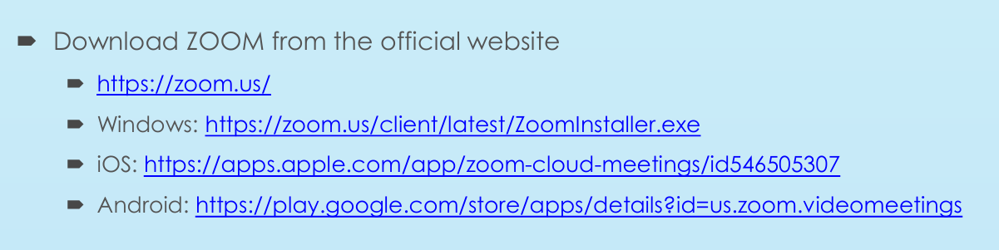 Download ZOOM from the official website
https://zoom.us/
Windows: https://zoom.us/client/latest/ZoomInstaller.exe
iOS: https://apps.apple.com/app/zoom-cloud-meetings/id546505307
Android: https://play.google.com/store/apps/details?id=us.zoom.videomeetings